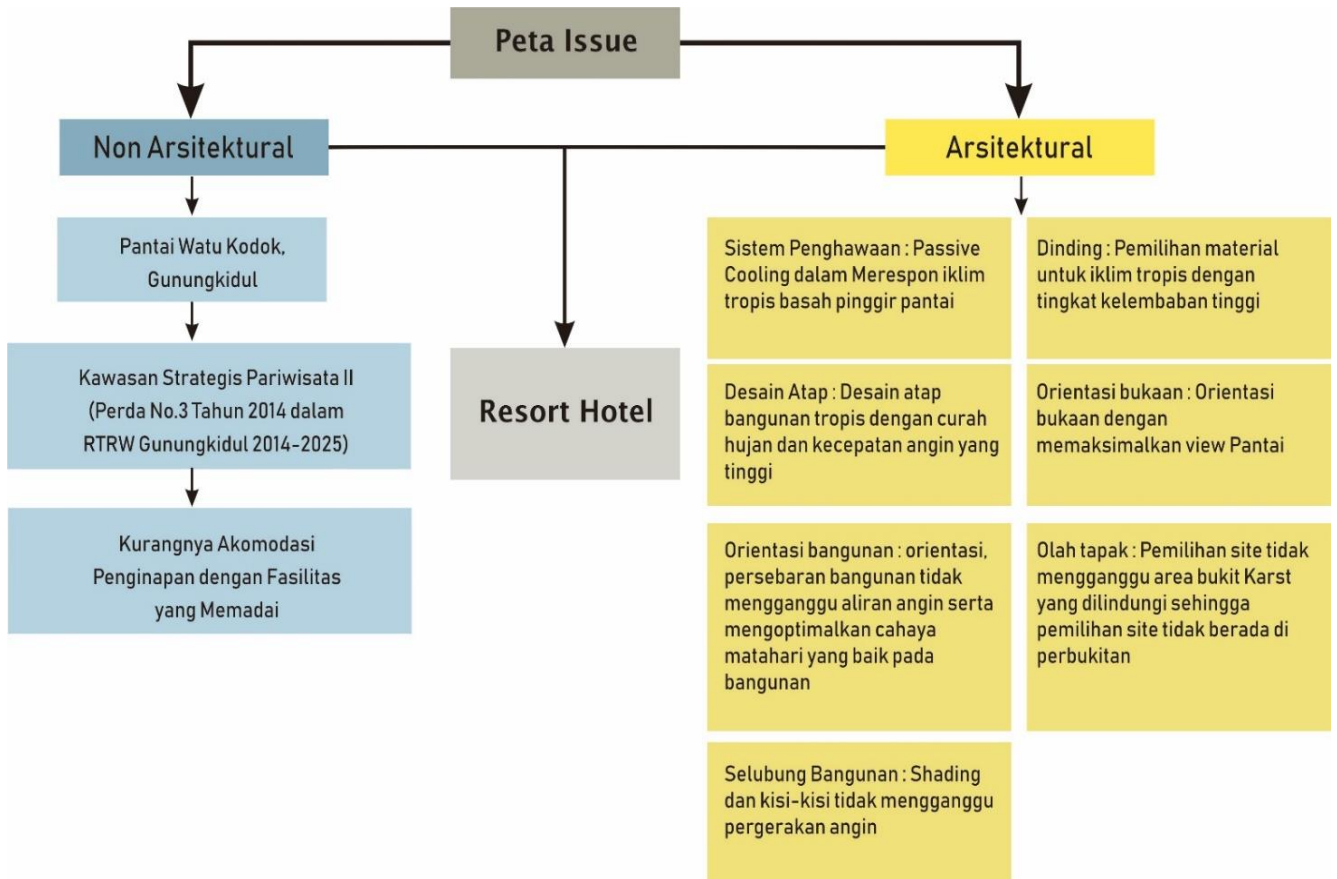 Peta Issue
Non Arsitektural
Arsitektural
Pantai Watu Kodok,
Gunungkidul
Kawasan Strategis Pariwisata II
(Perda No.3 Tahun 2014 dalam
RTRW Gunungkidul 2014-2025)
Kurangnya Akomodasi
Penginapan dengan Fasilitas
yang Memadai
Resort Hotel
Sistem Penghawaan : Passive
Cooling dalam Merespon iklim
tropis basah pinggir pantai
Dinding : Pemilihan material
untuk iklim tropis dengan
tingkat kelembaban tinggi
Desain Atap : Desain atap
bangunan tropis dengan curah
hujan dan kecepatan angin yang
tinggi
Orientasi bukaan : Orientasi
bukaan dengan
memaksimalkan view Pantai
Orientasi bangunan : orientasi,
persebaran bangunan tidak
mengganggu aliran angin serta
mengoptimalkan cahaya
matahari yang baik pada
bangunan
Olah tapak : Pemilihan site tidak
mengganggu area bukit Karst
yang dilindungi sehingga
pemilihan site tidak berada di
perbukitan
Selubung Bangunan : Shading
dan kisi-kisi tidak mengganggu
pergerakan angin